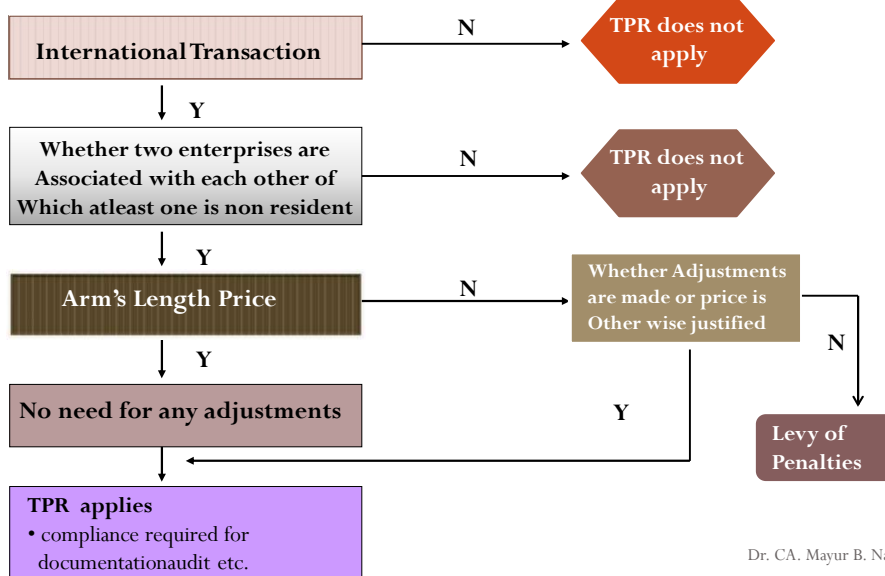 International Transaction
N
TPR does not
apply
Y
Whether two enterprises are
Associated with each other of
Which atleast one is non resident
N
TPR does not
apply
Y
Arm's Length Price
N
Whether Adjustments
are made or price is
Other wise justified
N
Y
No need for any adjustments
Y
Levy of
Penalties
TPR applies
• compliance required for
documentationaudit etc.
Dr. CA. Mayur B. Na